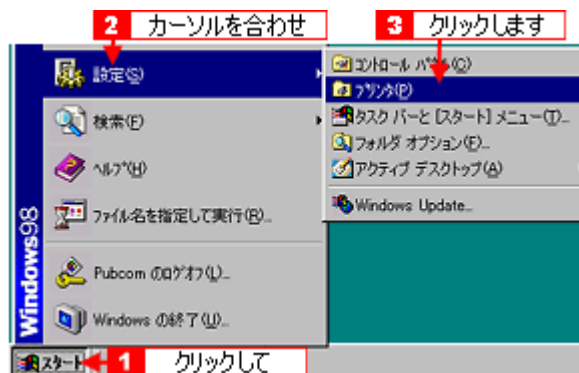 2 カーソルを合わせ
3 クリックします
設定(S)
検索(F)
ヘルプ(H)
ファイル名を指定して実行(R)...
Pubcom のログオフ(L)...
Windows の終了(U)...
Windows98
コントロール パネル(C)
プリンタ(P)
タスク バーと [スタート] メニュー(T)...
フォルダ オプション(F)...
アクティブ デスクトップ(A)
Windows Update...
スタート
1 クリックして